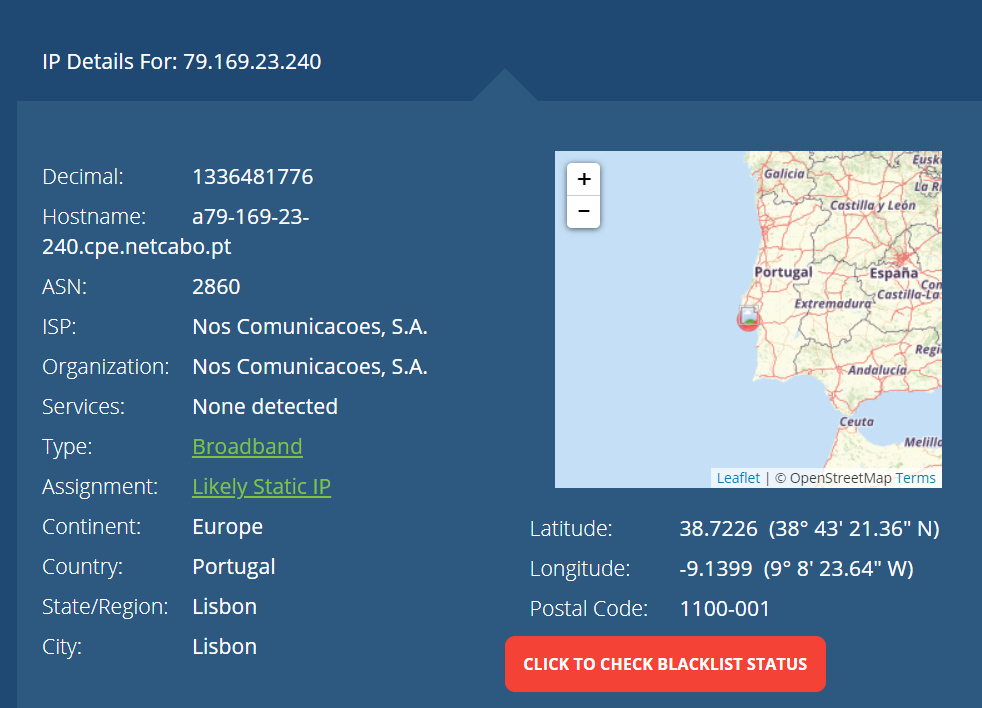 IP Details For: 79.169.23.240
Decimal: 1336481776
Hostname: a79-169-23-
240.cpe.netcabo.pt
ASN: 2860
ISP: Nos Comunicacoes, S.A.
Organization: Nos Comunicacoes, S.A.
Services: None detected
Type: Broadband
Assignment: Likely Static IP
Continent: Europe
Country: Portugal
State/Region: Lisbon
City: Lisbon
+
−
Eusk
Galicia
La Ri
Castilla y León
Portugal
España
Con
Castilla-La
Extremadura
Regi
Andalucía
Ceuta
Melilla
Leaflet | © OpenStreetMap Terms
Latitude: 38.7226 (38° 43' 21.36" N)
Longitude: -9.1399 (9° 8' 23.64" W)
Postal Code: 1100-001
CLICK TO CHECK BLACKLIST STATUS